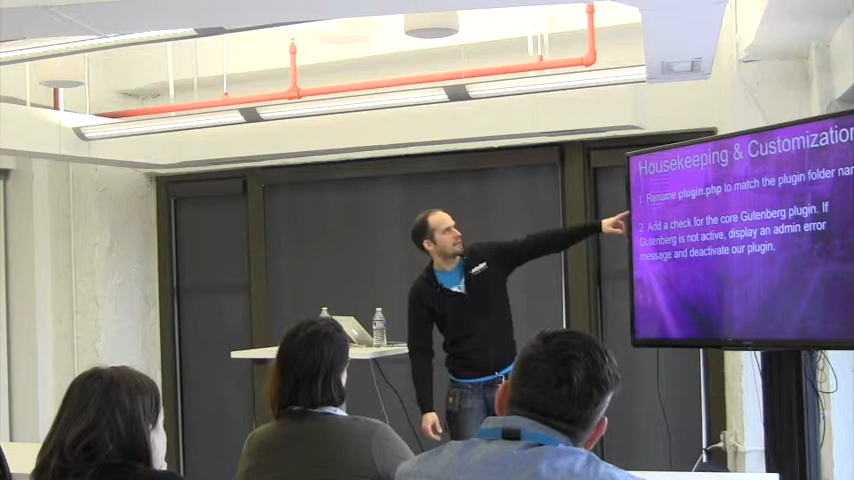 Housekeeping & Customization
1 Rename plugin.php to match the plugin folder
2 Add a check for the core Gutenberg plugin. If
Gutenberg is not active, display an admin error
message and deactivate our plugin.